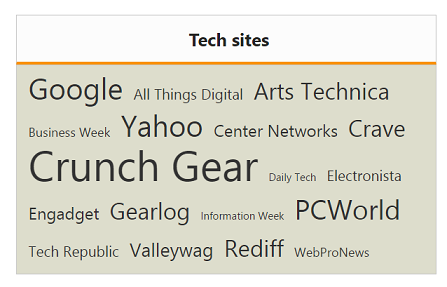 Tech sites
Google All Things Digital Arts Technica
Business Week Yahoo Center Networks Crave
Crunch Gear Daily Tech Electronista
Engadget Gearlog Information Week PCWorld
Tech Republic Valleywag Rediff WebProNews